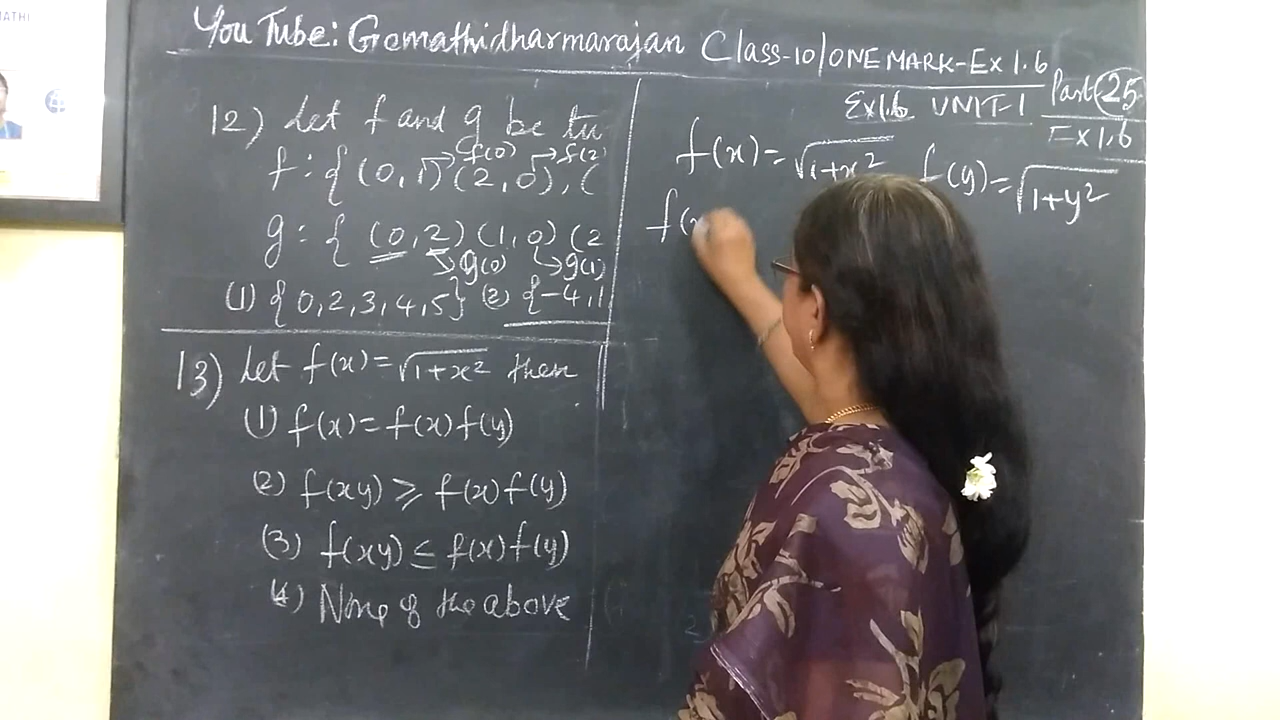 MATHI
You Tube: Gomathidharmarajan Class-10/ONE MARK-Ex 1.6
Ex1.6 UNIT-1 Part 25
Ex 1.6
12) Let f and g be tw
f(0) f(2)
f : { (0,1) (2,0), (
g : { (0,2) (1,0) (2
g(0) g(1)
(1) { 0,2,3,4,5} (2) {-4,1
13) Let f(x) = √1+x² then
(1) f(x) = f(x) f(y)
(2) f(xy) ≥ f(x) f(y)
(3) f(xy) ≤ f(x) f(y)
(4) None of the above
f(x) = √1+x² f(y) = √1+y²
f(x